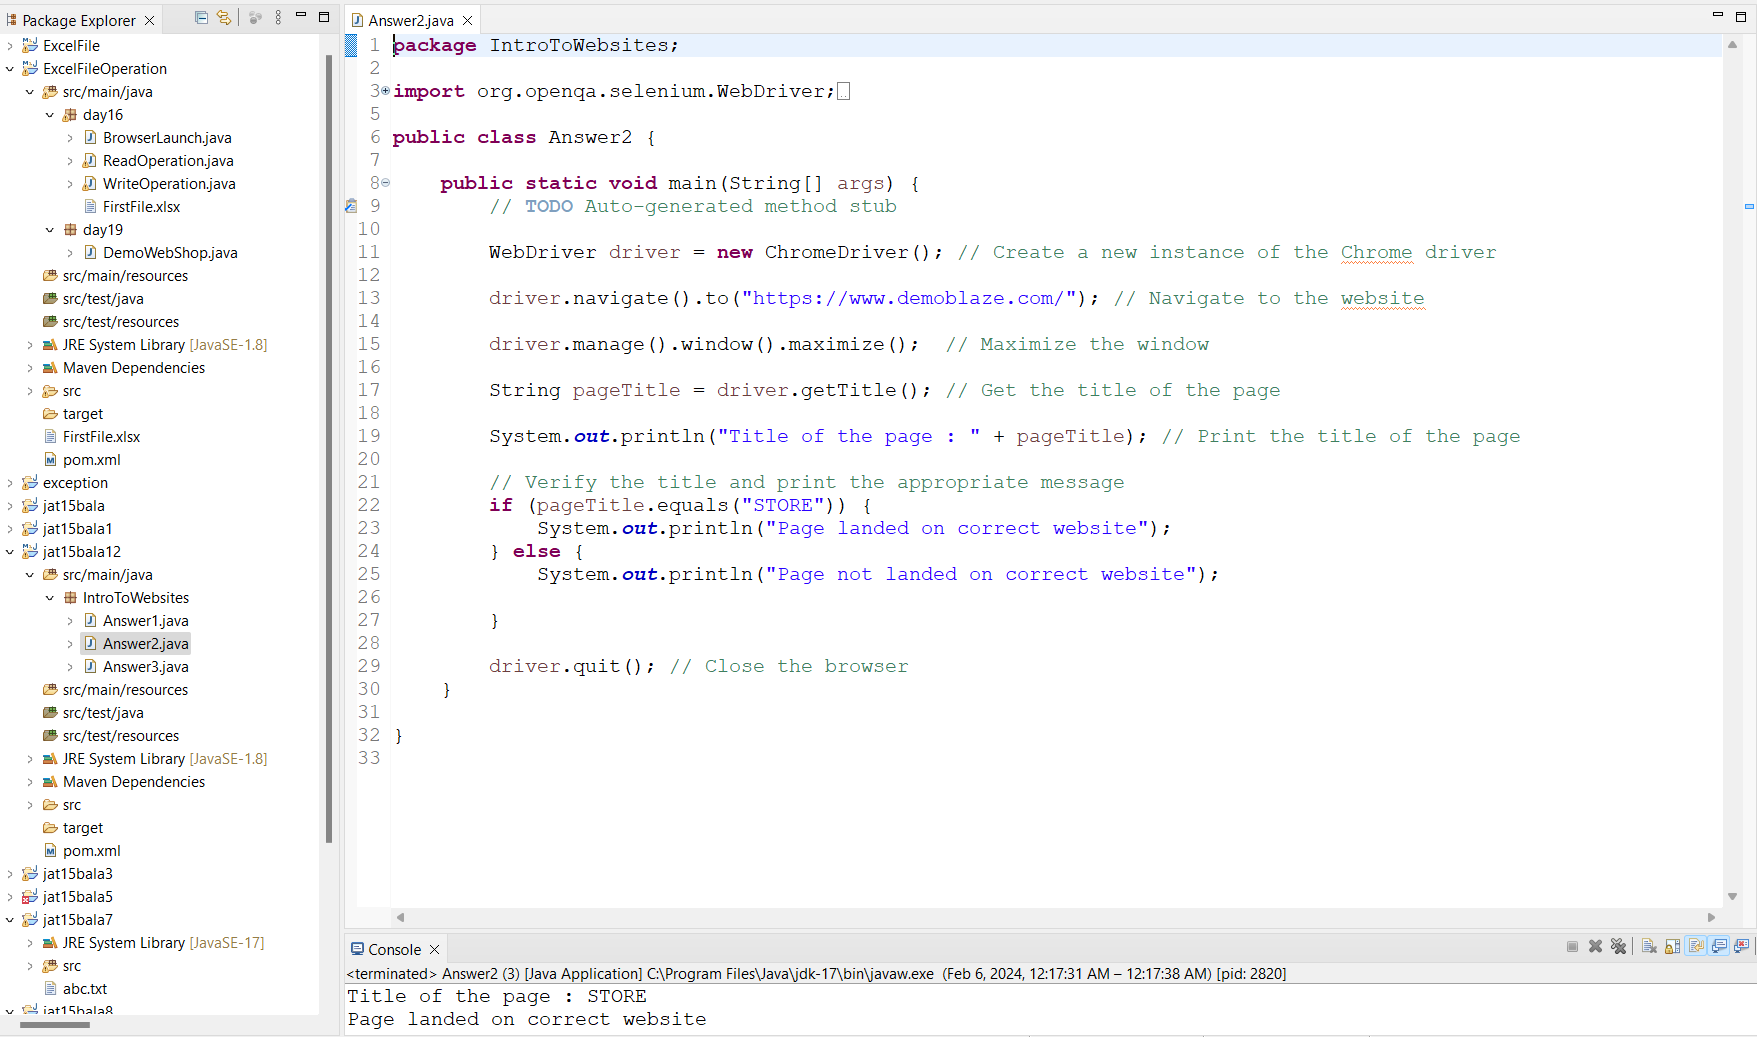 Package Explorer
ExcelFile
ExcelFileOperation
src/main/java
day16
BrowserLaunch.java
ReadOperation.java
WriteOperation.java
FirstFile.xlsx
day19
DemoWebShop.java
src/main/resources
src/test/java
src/test/resources
JRE System Library [JavaSE-1.8]
Maven Dependencies
src
target
FirstFile.xlsx
pom.xml
exception
jat15bala
jat15bala1
jat15bala12
src/main/java
IntroToWebsites
Answer1.java
Answer2.java
Answer3.java
src/main/resources
src/test/java
src/test/resources
JRE System Library [JavaSE-1.8]
Maven Dependencies
src
target
pom.xml
jat15bala3
jat15bala5
jat15bala7
JRE System Library [JavaSE-17]
src
abc.txt
jat15bala8
Answer2.java
1 package IntroToWebsites;
2
3 import org.openqa.selenium.WebDriver;
5
6 public class Answer2 {
7
8 public static void main(String[] args) {
9 // TODO Auto-generated method stub
10
11 WebDriver driver = new ChromeDriver(); // Create a new instance of the Chrome driver
12
13 driver.navigate().to("https://www.demoblaze.com/"); // Navigate to the website
14
15 driver.manage().window().maximize(); // Maximize the window
16
17 String pageTitle = driver.getTitle(); // Get the title of the page
18
19 System.out.println("Title of the page : " + pageTitle); // Print the title of the page
20
21 // Verify the title and print the appropriate message
22 if (pageTitle.equals("STORE")) {
23 System.out.println("Page landed on correct website");
24 } else {
25 System.out.println("Page not landed on correct website");
26
27 }
28
29 driver.quit(); // Close the browser
30 }
31
32 }
33
Console
<terminated> Answer2 (3) [Java Application] C:\Program Files\Java\jdk-17\bin\javaw.exe (Feb 6, 2024, 12:17:31 AM – 12:17:38 AM) [pid: 2820]
Title of the page : STORE
Page landed on correct website